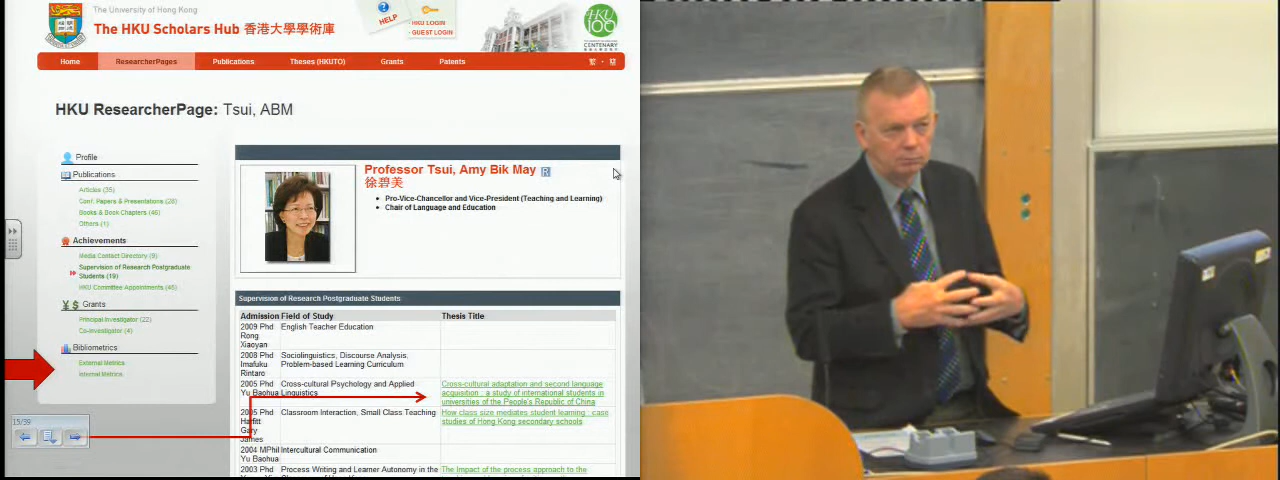 The University of Hong Kong
The HKU Scholars Hub 香港大學學術庫
HELP
HKU LOGIN
GUEST LOGIN
HKU
100
CENTENARY
Home ResearcherPages Publications Theses (HKUTO) Grants Patents 繁 · 簡
HKU ResearcherPage: Tsui, ABM
Profile
Publications
Articles (35)
Conf. Papers & Presentations (28)
Books & Book Chapters (46)
Others (1)
Achievements
Media Contact Directory (9)
Supervision of Research Postgraduate
Students (19)
HKU Committee Appointments (45)
¥ $ Grants
Principal Investigator (22)
Co-Investigator (4)
Bibliometrics
External Metrics
Internal Metrics
Professor Tsui, Amy Bik May R
徐碧美
Pro-Vice-Chancellor and Vice-President (Teaching and Learning)
Chair of Language and Education
Supervision of Research Postgraduate Students
Admission Field of Study Thesis Title
2009 Phd English Teacher Education
Rong
Xiaoyan
2008 Phd Sociolinguistics, Discourse Analysis,
Imafuku Problem-based Learning Curriculum
Rintaro
2005 Phd Cross-cultural Psychology and Applied Cross-cultural adaptation and second language
Yu Baohua Linguistics acquisition : a study of international students in
universities of the People's Republic of China
2005 Phd Classroom Interaction, Small Class Teaching How class size mediates student learning : case
Harfitt studies of Hong Kong secondary schools
Gary
James
2004 MPhil Intercultural Communication
Yu Baohua
2003 Phd Process Writing and Learner Autonomy in the The Impact of the process approach to the
15/39